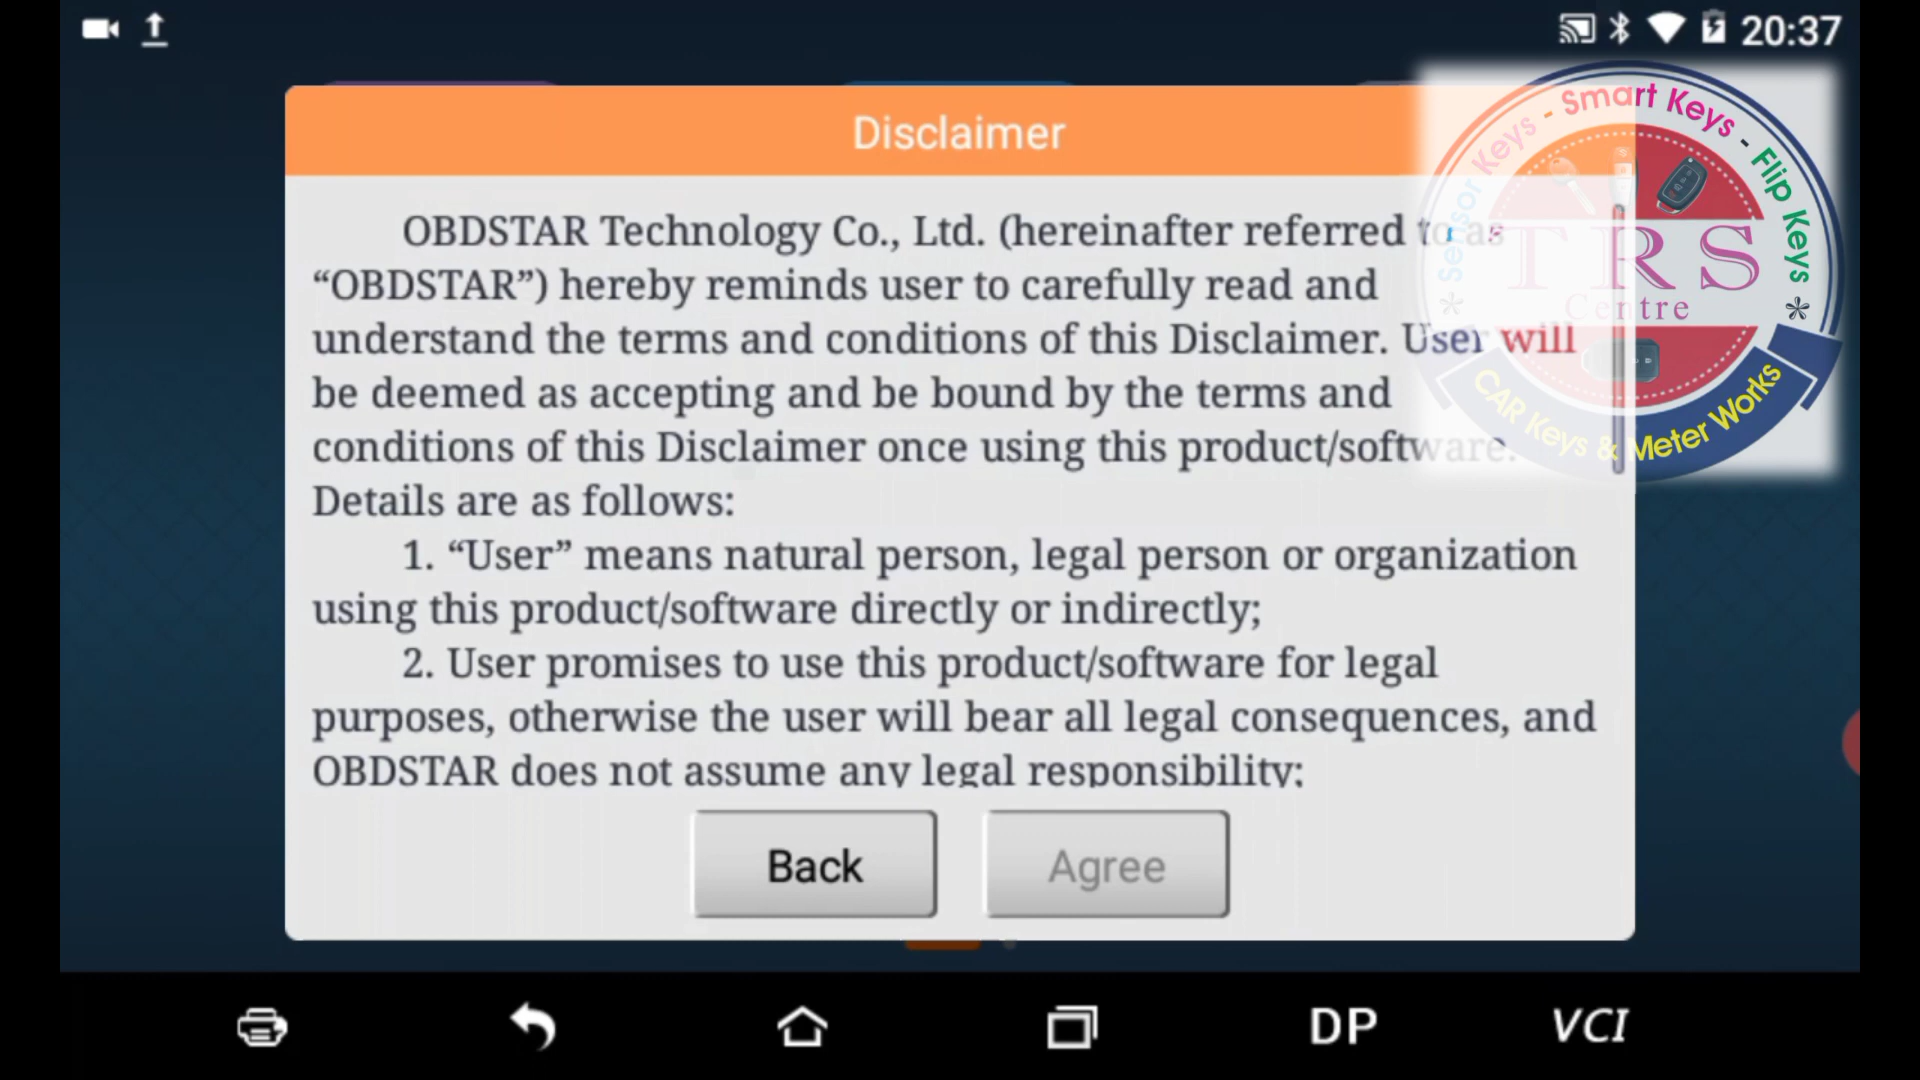 20:37
Disclaimer
Sensor Keys - Smart Keys - Flip Keys
TRS
Centre
CAR Keys & Meter Works
OBDSTAR Technology Co., Ltd. (hereinafter referred to as
“OBDSTAR”) hereby reminds user to carefully read and
understand the terms and conditions of this Disclaimer. User will
be deemed as accepting and be bound by the terms and
conditions of this Disclaimer once using this product/software.
Details are as follows:
1. “User” means natural person, legal person or organization
using this product/software directly or indirectly;
2. User promises to use this product/software for legal
purposes, otherwise the user will bear all legal consequences, and
OBDSTAR does not assume any legal responsibility;
Back
Agree
DP
VCI